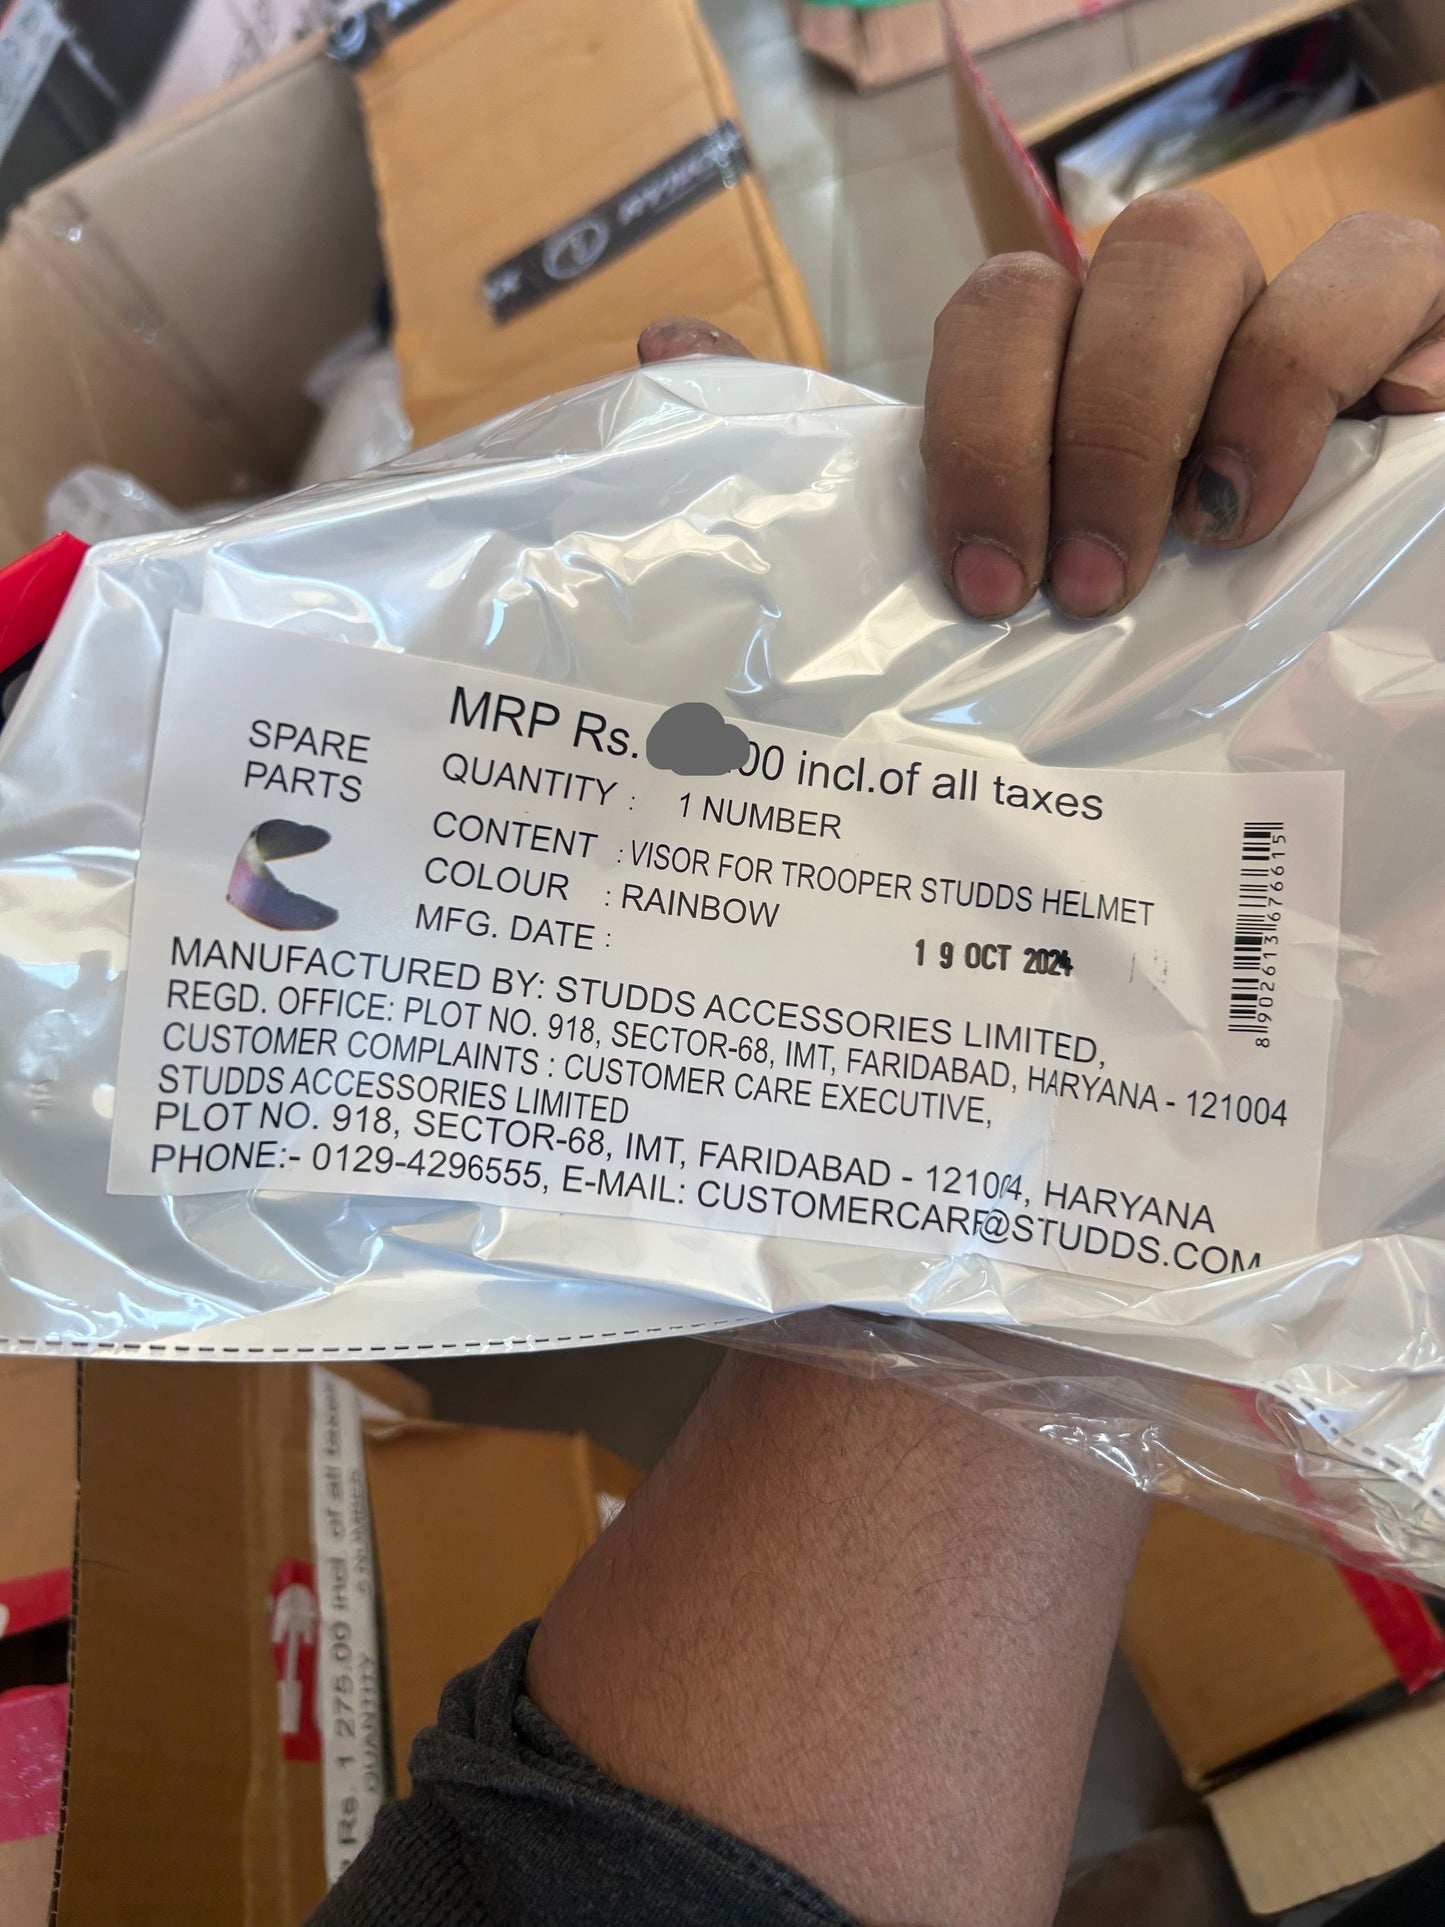 SPARE
PARTS
MRP Rs. 00 incl.of all taxes
QUANTITY : 1 NUMBER
CONTENT : VISOR FOR TROOPER STUDDS HELMET
COLOUR : RAINBOW
MFG. DATE : 19 OCT 2024
MANUFACTURED BY: STUDDS ACCESSORIES LIMITED,
REGD. OFFICE: PLOT NO. 918, SECTOR-68, IMT, FARIDABAD, HARYANA - 121004
CUSTOMER COMPLAINTS : CUSTOMER CARE EXECUTIVE,
STUDDS ACCESSORIES LIMITED
PLOT NO. 918, SECTOR-68, IMT, FARIDABAD - 121004, HARYANA
PHONE:- 0129-4296555, E-MAIL: CUSTOMERCARE@STUDDS.COM
8902613676615
Rs. 1 275.00 incl. of all taxes
QUANTITY